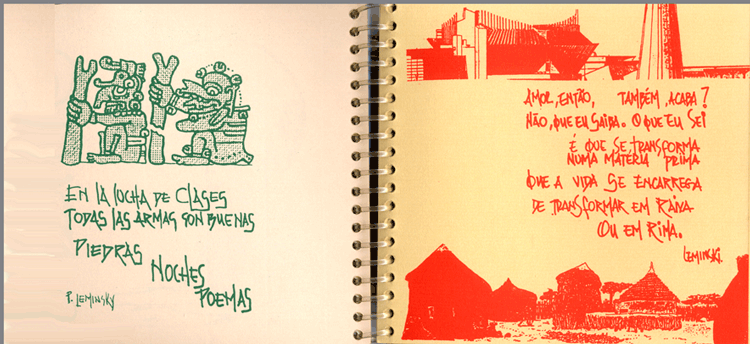 EN LA LUCHA DE CLASES
TODAS LAS ARMAS SON BUENAS
PIEDRAS
NOCHES
POEMAS
P. LEMINSKY
AMOR, ENTÃO, TAMBÉM, ACABA?
NÃO, QUE EU SAIBA. O QUE EU SEI
É QUE SE TRANSFORMA
NUMA MATÉRIA PRIMA
QUE A VIDA SE ENCARREGA
DE TRANSFORMAR EM RAIVA
OU EM RIMA.
LEMINSKI.